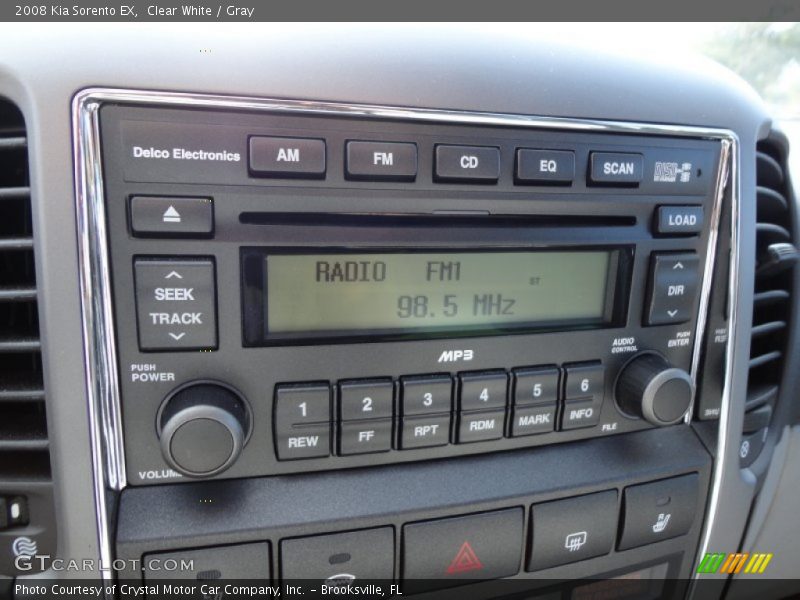 2008 Kia Sorento EX,  Clear White / Gray
Delco Electronics
AM
FM
CD
EQ
SCAN
LOAD
RADIO FM1
ST
98.5 MHz
SEEK
TRACK
DIR
PUSH
ENTER
AUDIO
CONTROL
MP3
PUSH
POWER
1
REW
2
FF
3
RPT
4
RDM
5
MARK
6
INFO
FILE
VOLUME
GTCARLOT.COM
Photo Courtesy of Crystal Motor Car Company, Inc. – Brooksville, FL